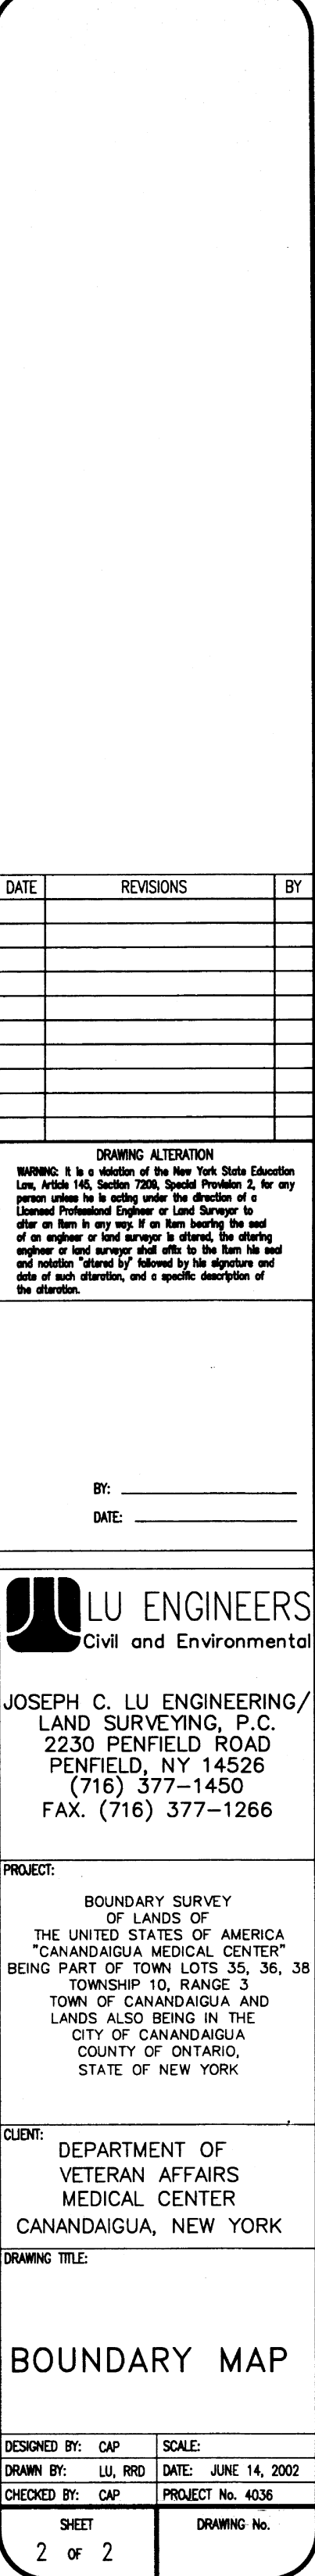 DATE REVISIONS BY
DRAWING ALTERATION
WARNING: It is a violation of the New York State Education
Law, Article 145, Section 7209, Special Provision 2, for any
person unless he is acting under the direction of a
Licensed Professional Engineer or Land Surveyor to
alter an item in any way. If an item bearing the seal
of an engineer or land surveyor is altered, the altering
engineer or land surveyor shall affix to the item his seal
and notation "altered by" followed by his signature and
date of such alteration, and a specific description of
the alteration.
BY:
DATE:
LU ENGINEERS
Civil and Environmental
JOSEPH C. LU ENGINEERING/
LAND SURVEYING, P.C.
2230 PENFIELD ROAD
PENFIELD, NY 14526
(716) 377-1450
FAX. (716) 377-1266
PROJECT:
BOUNDARY SURVEY
OF LANDS OF
THE UNITED STATES OF AMERICA
"CANANDAIGUA MEDICAL CENTER"
BEING PART OF TOWN LOTS 35, 36, 38
TOWNSHIP 10, RANGE 3
TOWN OF CANANDAIGUA AND
LANDS ALSO BEING IN THE
CITY OF CANANDAIGUA
COUNTY OF ONTARIO,
STATE OF NEW YORK
CLIENT:
DEPARTMENT OF
VETERAN AFFAIRS
MEDICAL CENTER
CANANDAIGUA, NEW YORK
DRAWING TITLE:
BOUNDARY MAP
DESIGNED BY: CAP SCALE:
DRAWN BY: LU, RRD DATE: JUNE 14, 2002
CHECKED BY: CAP PROJECT No. 4036
SHEET DRAWING No.
2 OF 2